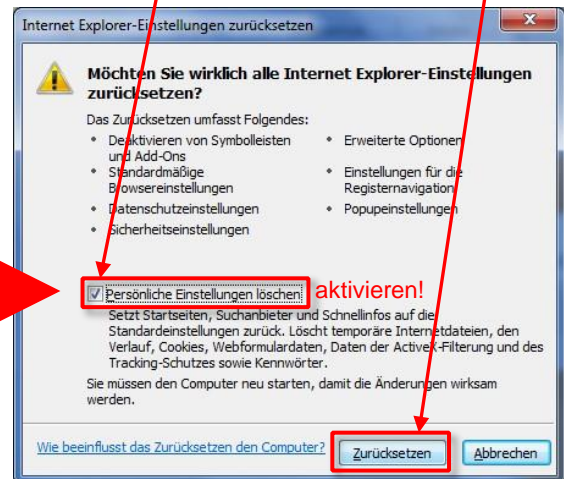 Internet Explorer-Einstellungen zurücksetzen
Möchten Sie wirklich alle Internet Explorer-Einstellungen
zurücksetzen?
Das Zurücksetzen umfasst Folgendes:
• Deaktivieren von Symbolleisten
und Add-Ons
• Standardmäßige
Browsereinstellungen
• Datenschutzeinstellungen
• Sicherheitseinstellungen
• Erweiterte Optionen
• Einstellungen für die
Registernavigation
• Popupeinstellungen
Persönliche Einstellungen löschen aktivieren!
Setzt Startseiten, Suchanbieter und Schnellinfos auf die
Standardeinstellungen zurück. Löscht temporäre Internetdateien, den
Verlauf, Cookies, Webformulardaten, Daten der ActiveX-Filterung und des
Tracking-Schutzes sowie Kennwörter.
Sie müssen den Computer neu starten, damit die Änderungen wirksam
werden.
Wie beeinflusst das Zurücksetzen den Computer? Zurücksetzen Abbrechen